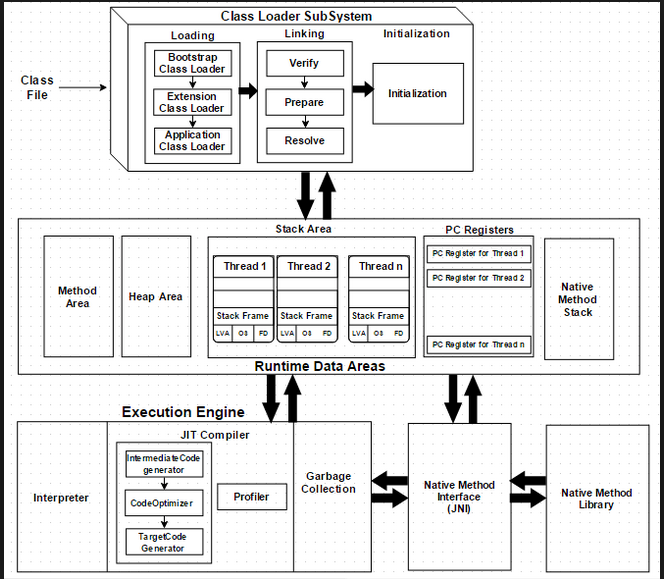 Class Loader SubSystem
Loading
Linking
Initialization
Class
File
Bootstrap
Class Loader
Extension
Class Loader
Application
Class Loader
Verify
Prepare
Resolve
Initialization
Stack Area
PC Registers
Method
Area
Heap Area
Thread 1
Thread 2
Thread n
Stack Frame
Stack Frame
Stack Frame
LVA
OS
FD
LVA
OS
FD
LVA
OS
FD
PC Register for Thread 1
PC Register for Thread 2
PC Register for Thread n
Native
Method
Stack
Runtime Data Areas
Execution Engine
Interpreter
JIT Compiler
IntermediateCode
generator
CodeOptimizer
TargetCode
Generator
Profiler
Garbage
Collection
Native Method
Interface
(JNI)
Native Method
Library